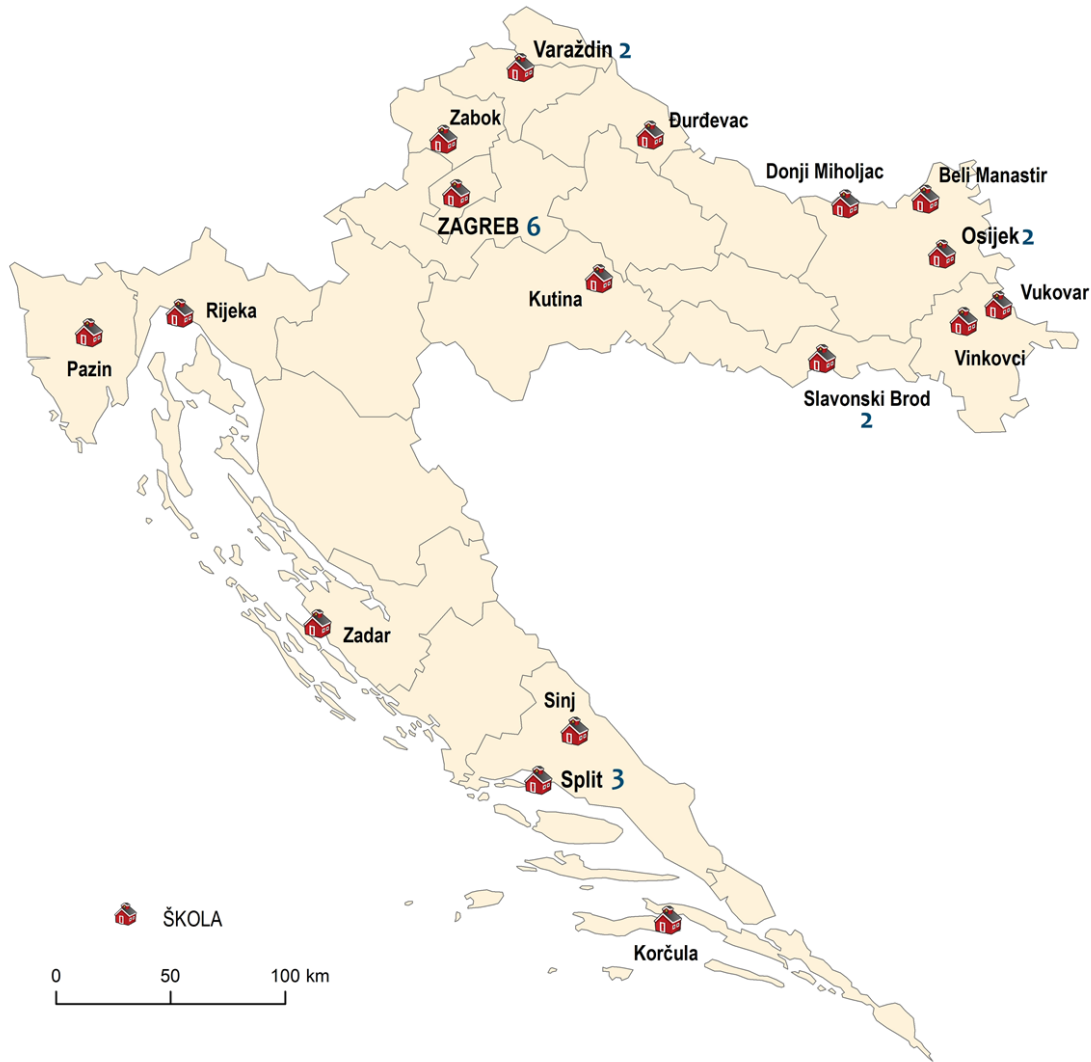 Varaždin 2
Zabok
Đurđevac
Donji Miholjac
Beli Manastir
ZAGREB 6
Osijek 2
Kutina
Vukovar
Rijeka
Pazin
Vinkovci
Slavonski Brod
2
Zadar
Sinj
Split 3
Korčula
ŠKOLA
0 50 100 km